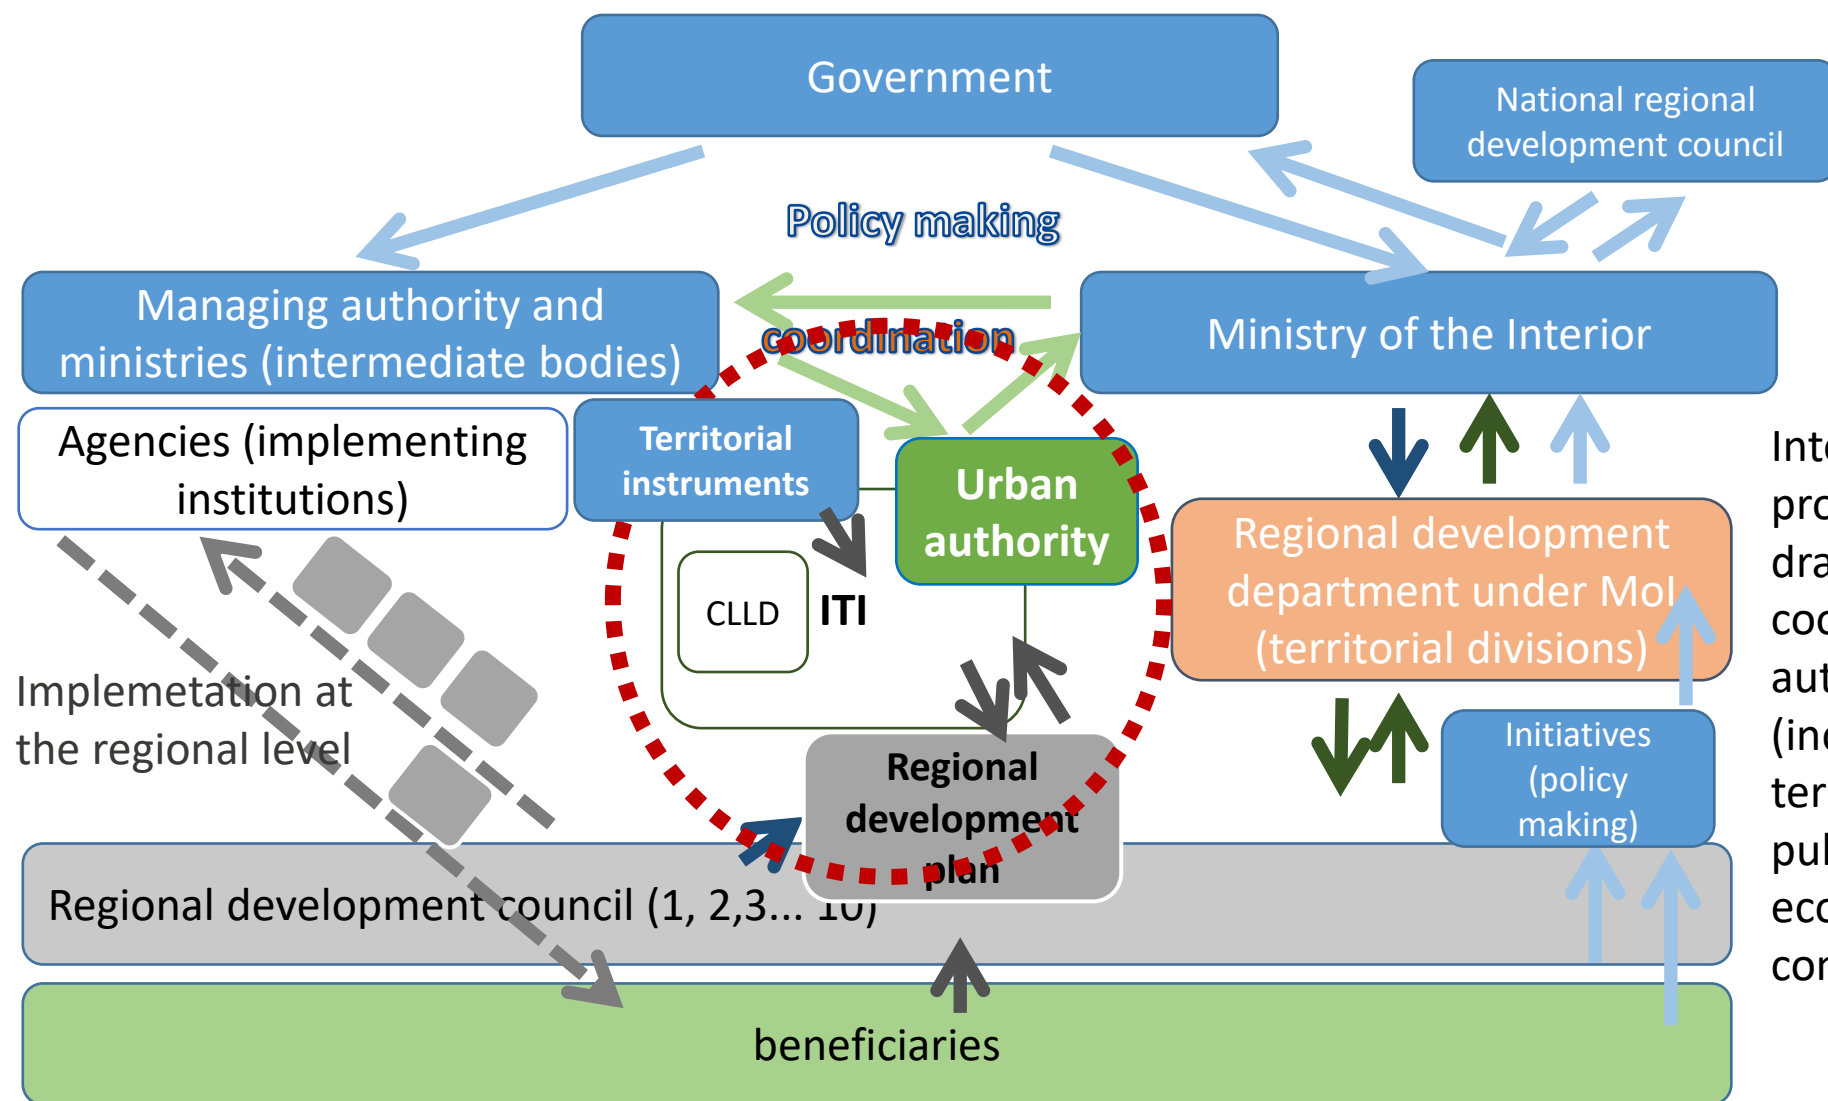 Government
National regional
development council
Policy making
Managing authority and
ministries (intermediate bodies)
coordination
Ministry of the Interior
Agencies (implementing
institutions)
Territorial
instruments
Urban
authority
CLLD
ITI
Regional development
department under MoI
(territorial divisions)
Implemetation at
the regional level
Initiatives
(policy
making)
Regional
development
plan
Regional development council (1, 2,3... 10)
beneficiaries